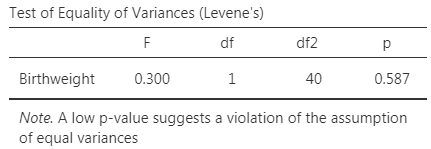 Test of Equality of Variances (Levene's)
F df df2 p
Birthweight 0.300 1 40 0.587
Note. A low p-value suggests a violation of the assumption
of equal variances